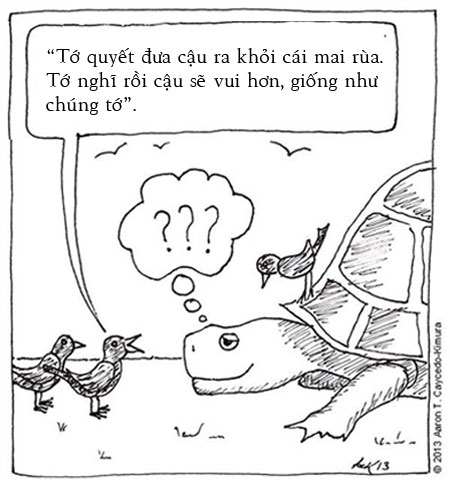 “Tớ quyết đưa cậu ra khỏi cái mai rùa.
Tớ nghĩ rồi cậu sẽ vui hơn, giống như
chúng tớ”.
???
© 2013 Aaron T. Caycedo-Kimura